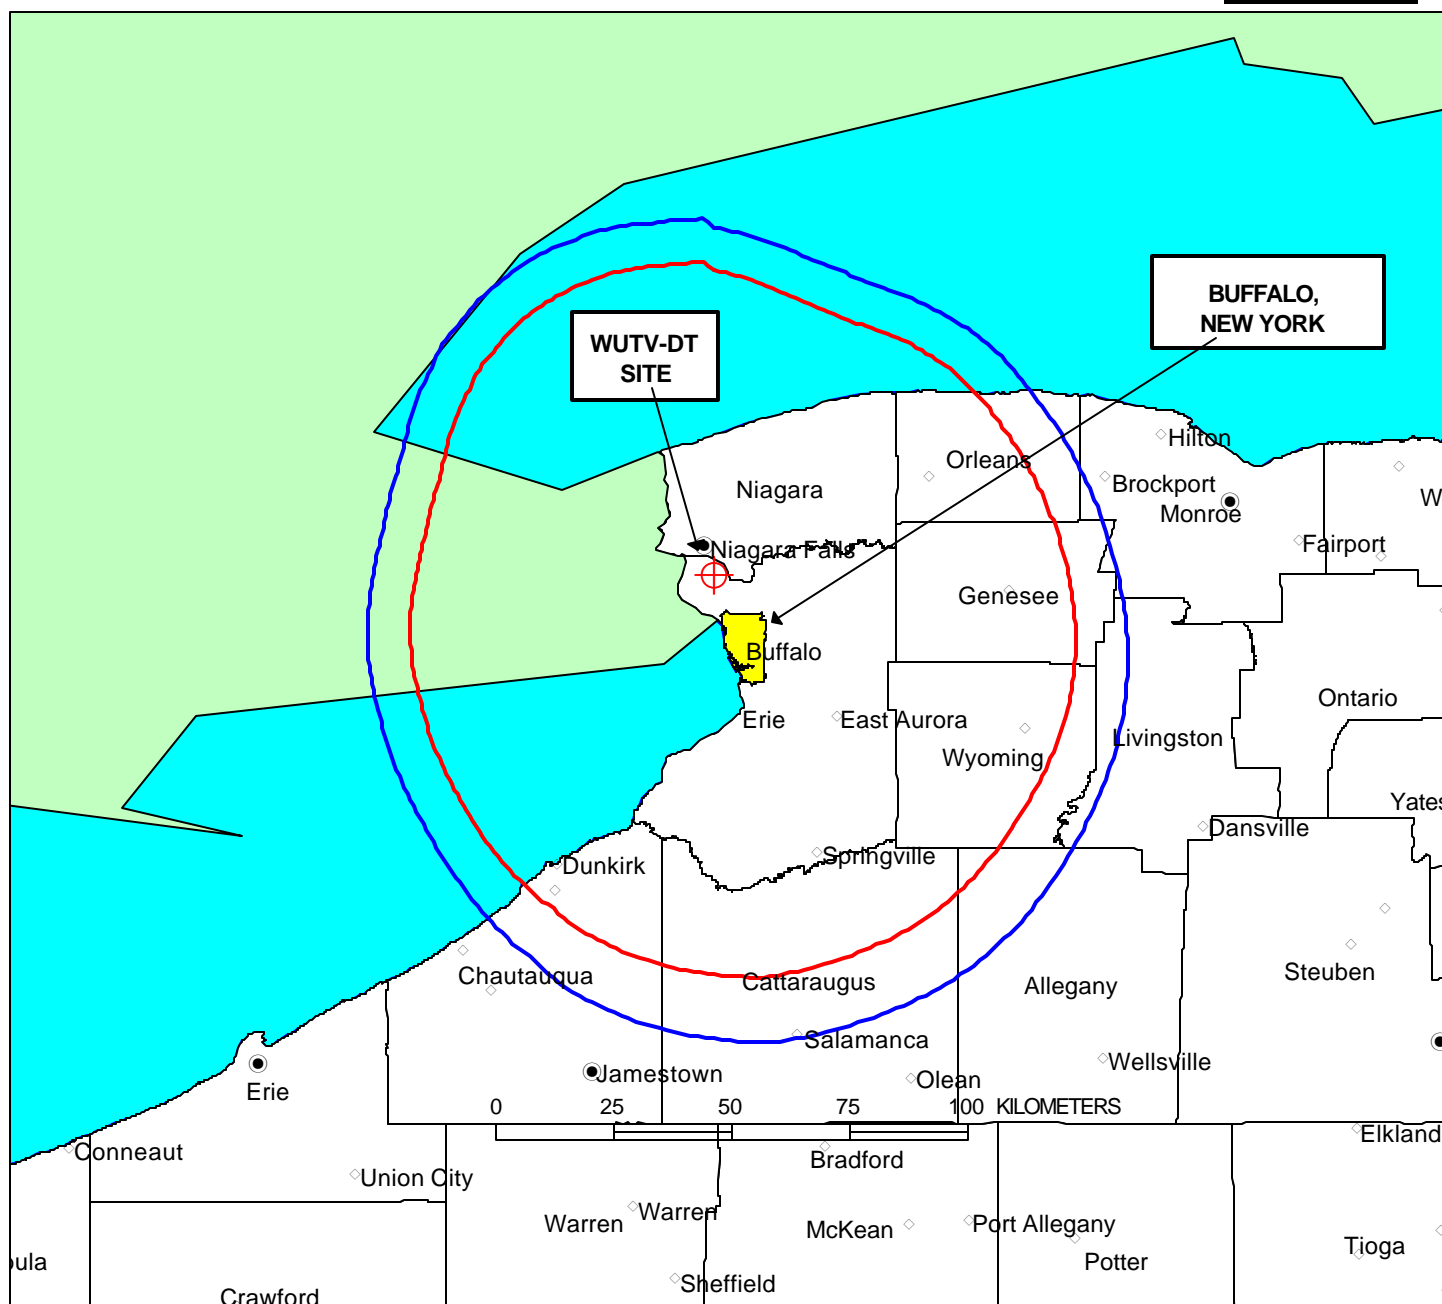 BUFFALO,
NEW YORK
WUTV-DT
SITE
Hilton
Orleans
Brockport
Niagara
Monroe
Niagara Falls
Fairport
Genesee
Buffalo
Ontario
Erie
East Aurora
Livingston
Wyoming
Yates
Dansville
Springville
Dunkirk
Chautauqua
Cattaraugus
Allegany
Steuben
Salamanca
Wellsville
Jamestown
Olean
Erie
0 25 50 75 100 KILOMETERS
Elkland
Conneaut
Bradford
Union City
Warren
Warren
McKean
Port Allegany
Potter
Tioga
Sheffield
Crawford